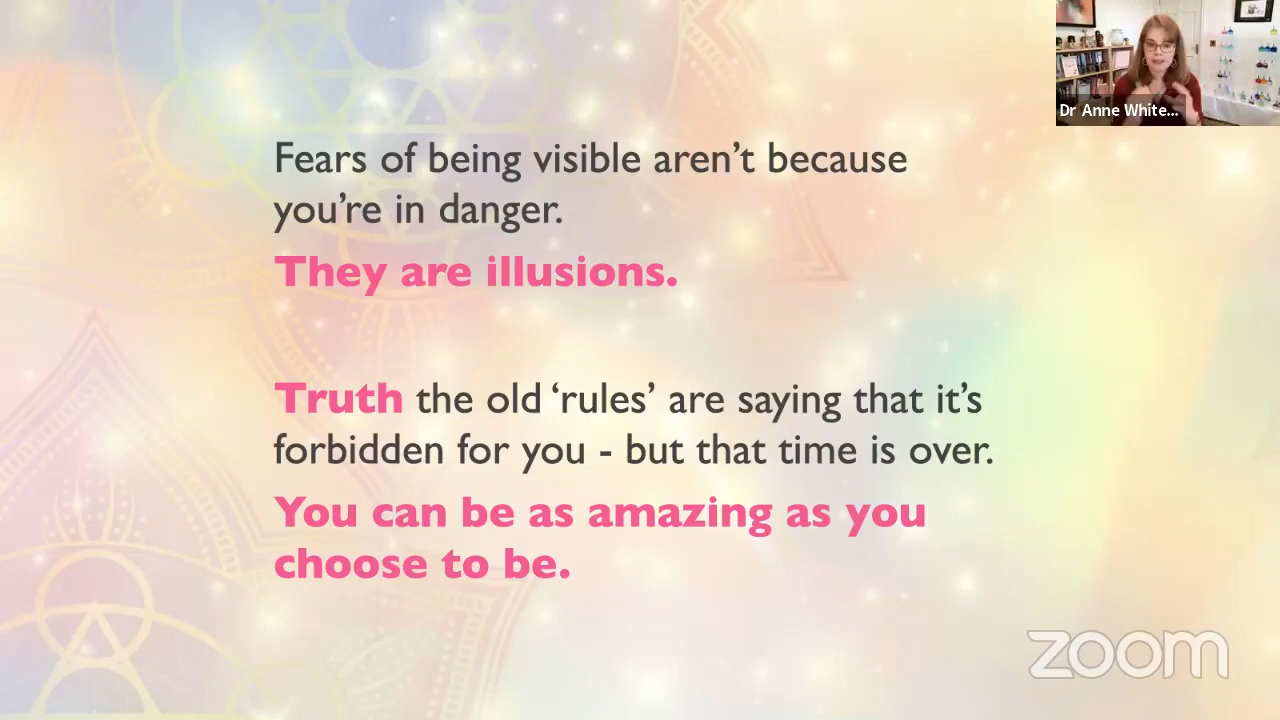 Dr Anne White...
Fears of being visible aren’t because
you’re in danger.
They are illusions.
Truth the old ‘rules’ are saying that it’s
forbidden for you - but that time is over.
You can be as amazing as you
choose to be.
zoom